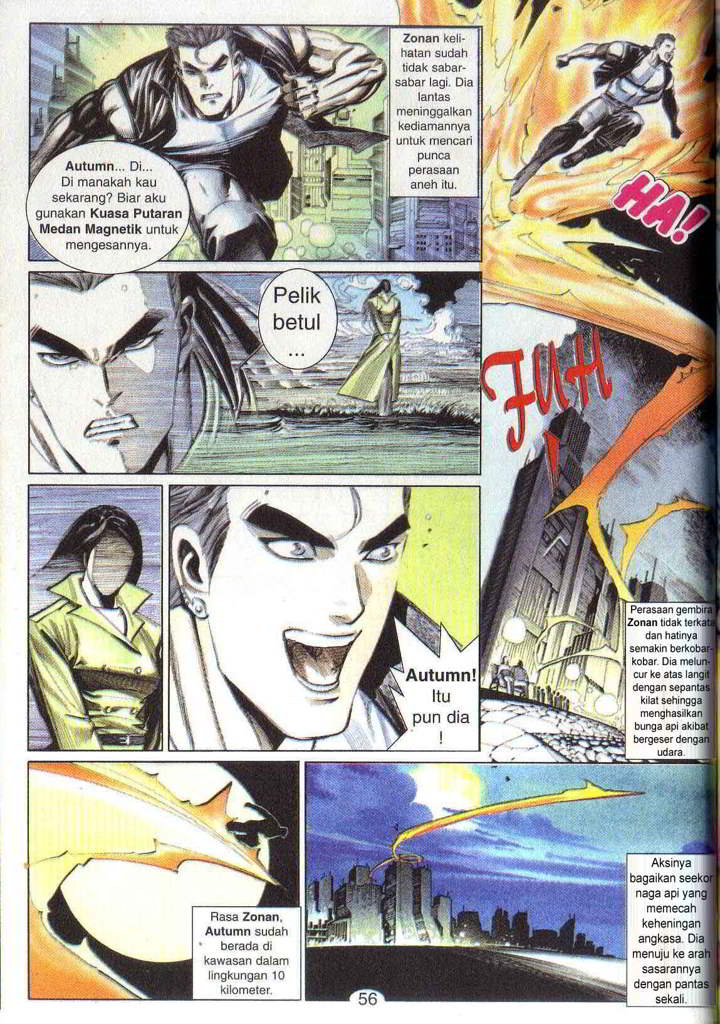 Zonan keli-
hatan sudah
tidak sabar-
sabar lagi. Dia
lantas
meninggalkan
kediamannya
untuk mencari
punca
perasaan
aneh itu.
Autumn... Di...
Di manakah kau
sekarang? Biar aku
gunakan Kuasa Putaran
Medan Magnetik untuk
mengesannya.
HA!
Pelik
betul
...
FUH
Autumn!
Itu
pun dia
!
Perasaan gembira
Zonan tidak terkata
dan hatinya
semakin berkobar-
kobar. Dia melun-
cur ke atas langit
dengan sepantas
kilat sehingga
menghasilkan
bunga api akibat
bergeser dengan
udara.
Rasa Zonan,
Autumn sudah
berada di
kawasan dalam
lingkungan 10
kilometer.
Aksinya
bagaikan seekor
naga api yang
memecah
keheningan
angkasa. Dia
menuju ke arah
sasarannya
dengan pantas
sekali.
56